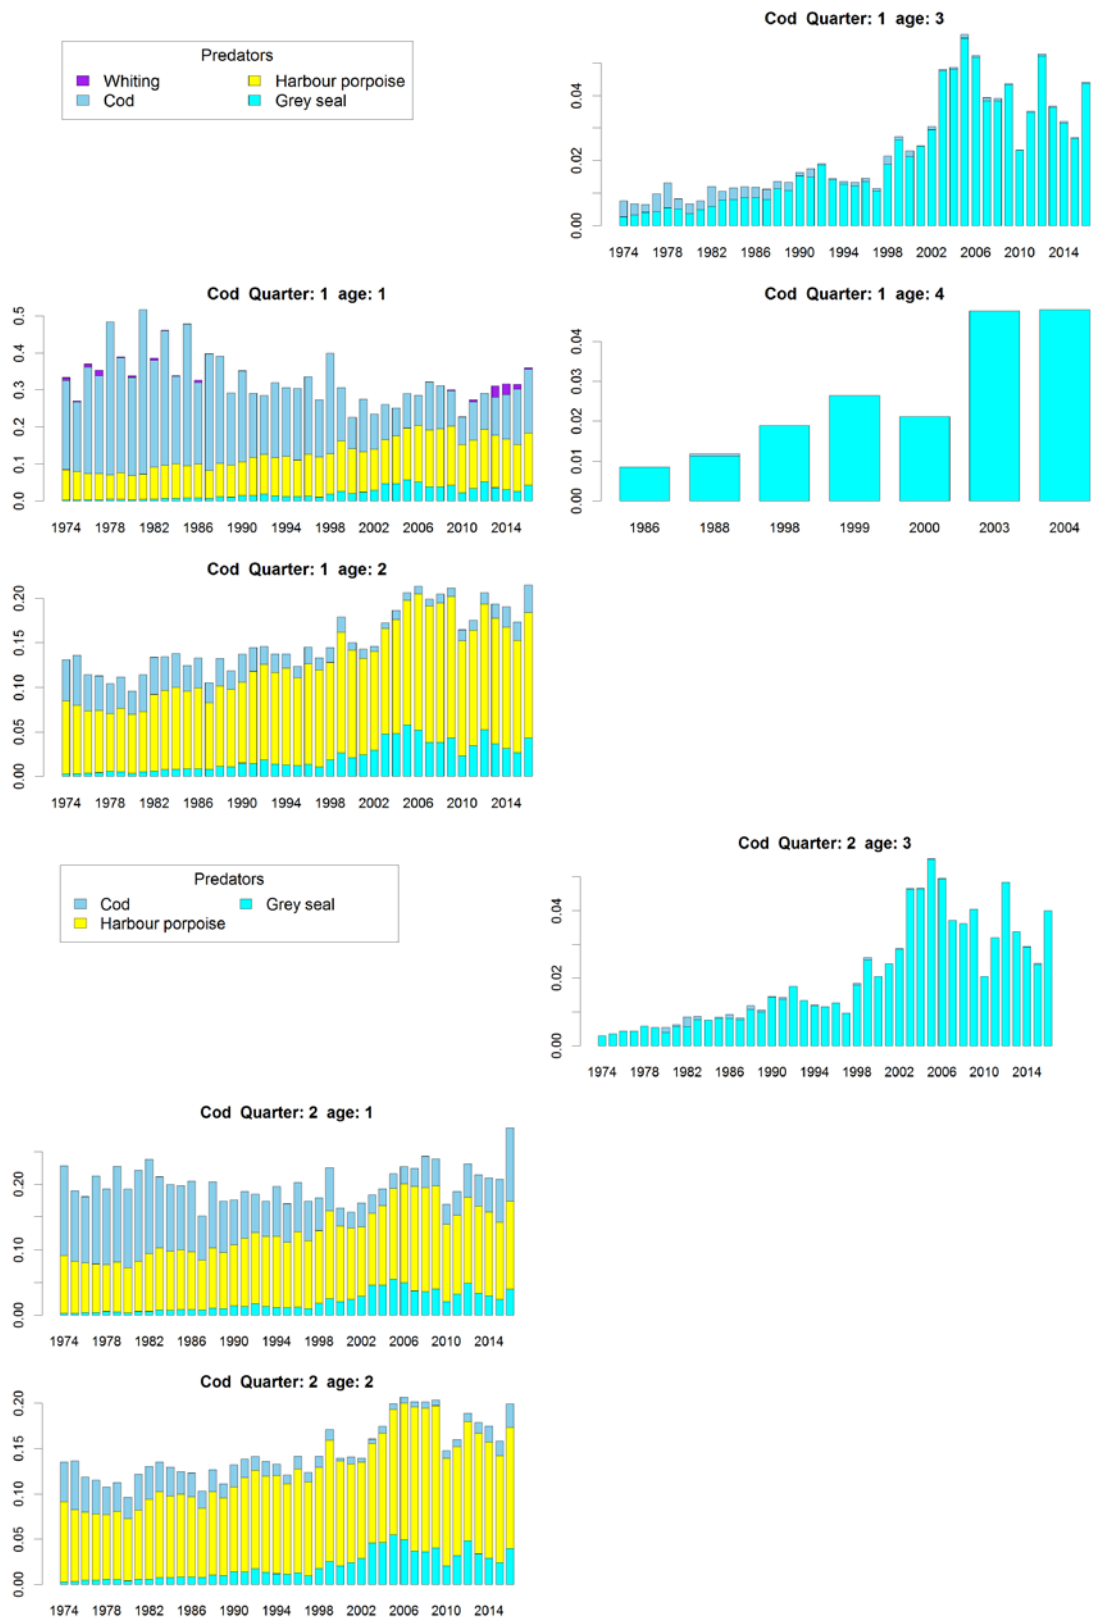 Cod Quarter: 1 age: 3
Predators
Whiting Harbour porpoise
Cod Grey seal
0.04
0.02
0.00
1974 1978 1982 1986 1990 1994 1998 2002 2006 2010 2014
Cod Quarter: 1 age: 1
0.5
0.4
0.3
0.2
0.1
0.0
1974 1978 1982 1986 1990 1994 1998 2002 2006 2010 2014
Cod Quarter: 1 age: 4
0.04
0.03
0.02
0.01
0.00
1986 1988 1998 1999 2000 2003 2004
Cod Quarter: 1 age: 2
0.20
0.15
0.10
0.05
0.00
1974 1978 1982 1986 1990 1994 1998 2002 2006 2010 2014
Cod Quarter: 2 age: 3
Predators
Cod Grey seal
Harbour porpoise
0.04
0.02
0.00
1974 1978 1982 1986 1990 1994 1998 2002 2006 2010 2014
Cod Quarter: 2 age: 1
0.20
0.10
0.00
1974 1978 1982 1986 1990 1994 1998 2002 2006 2010 2014
Cod Quarter: 2 age: 2
0.20
0.15
0.10
0.05
0.00
1974 1978 1982 1986 1990 1994 1998 2002 2006 2010 2014